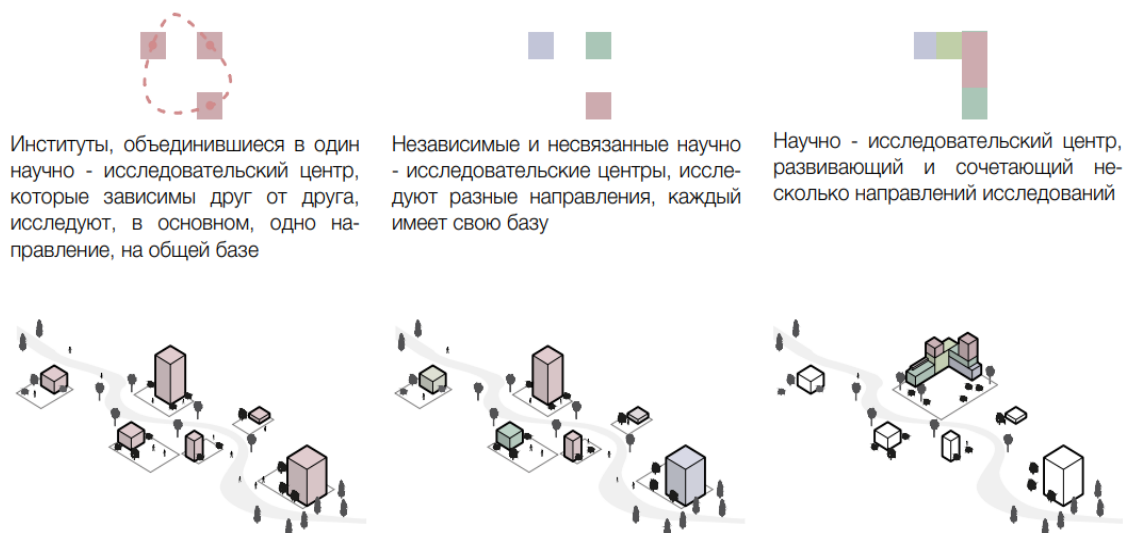 Институты, объединившиеся в один
научно - исследовательский центр,
которые зависимы друг от друга,
исследуют, в основном, одно на-
правление, на общей базе
Независимые и несвязанные научно
- исследовательские центры, иссле-
дуют разные направления, каждый
имеет свою базу
Научно - исследовательский центр,
развивающий и сочетающий не-
сколько направлений исследований